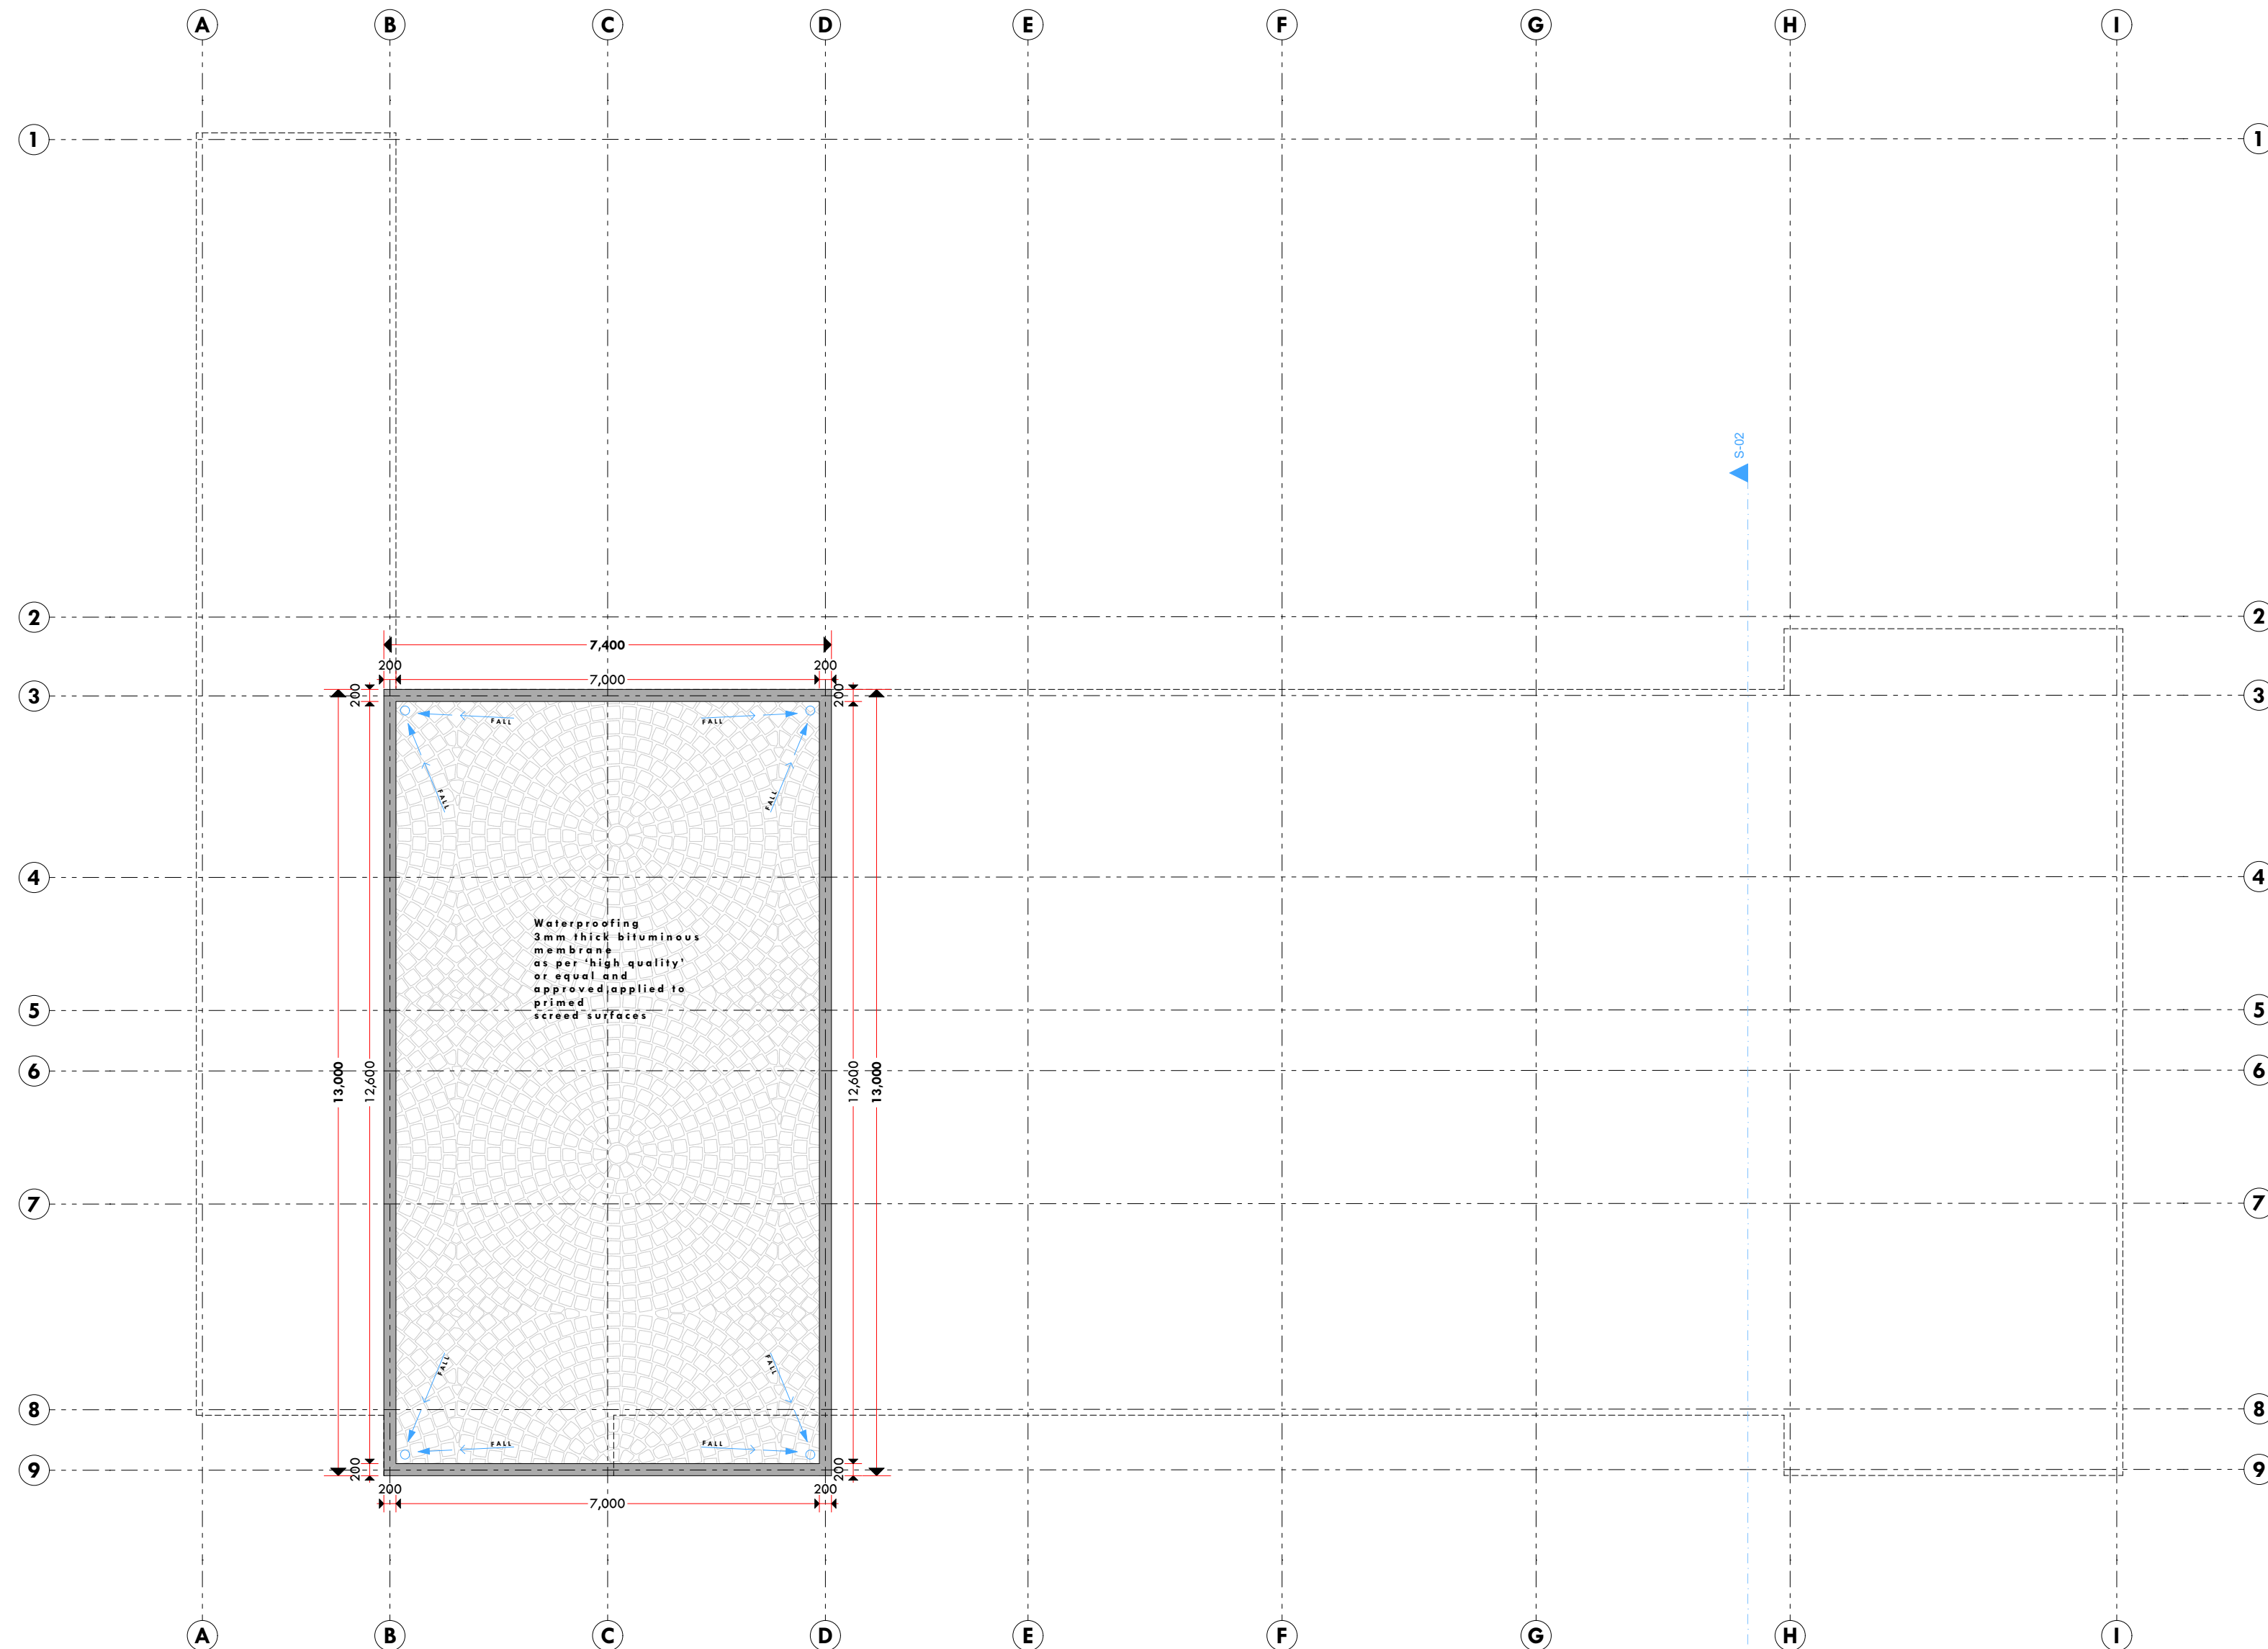 A B C D E F G H I
1 1
S-02
2 2
7,400
200 200
7,000
3 200 200 3
FALL FALL
FALL FALL
4 4
Waterproofing
3mm thick bituminous
membrane
as per ‘high quality’
or equal and
approved applied to
primed
screed surfaces
5 5
13,000 12,600 12,600 13,000
6 6
7 7
FALL FALL
8 8
FALL FALL
9 200 200 9
200 200
7,000
A B C D E F G H I